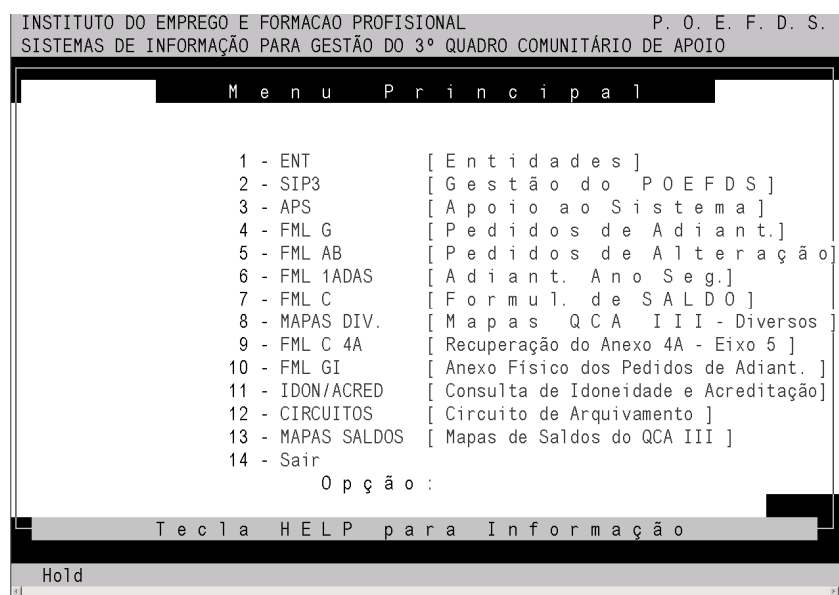 INSTITUTO DO EMPREGO E FORMACAO PROFISIONAL P. O. E. F. D. S.
SISTEMAS DE INFORMAÇÃO PARA GESTÃO DO 3º QUADRO COMUNITÁRIO DE APOIO
M e n u P r i n c i p a l
1 - ENT [ E n t i d a d e s ]
2 - SIP3 [ G e s t ã o d o P O E F D S ]
3 - APS [ A p o i o a o S i s t e m a ]
4 - FML G [ P e d i d o s d e A d i a n t. ]
5 - FML AB [ P e d i d o s d e A l t e r a ç ã o]
6 - FML 1ADAS [ A d i a n t. A n o S e g. ]
7 - FML C [ F o r m u l. d e S A L D O ]
8 - MAPAS DIV. [ M a p a s Q C A I I I - Diversos ]
9 - FML C 4A [ Recuperação do Anexo 4A - Eixo 5 ]
10 - FML GI [ Anexo Físico dos Pedidos de Adiant. ]
11 - IDON/ACRED [ Consulta de Idoneidade e Acreditação]
12 - CIRCUITOS [ Circuito de Arquivamento ]
13 - MAPAS SALDOS [ Mapas de Saldos do QCA III ]
14 - Sair
O p ç ã o :
T e c l a H E L P p a r a I n f o r m a ç ã o
Hold